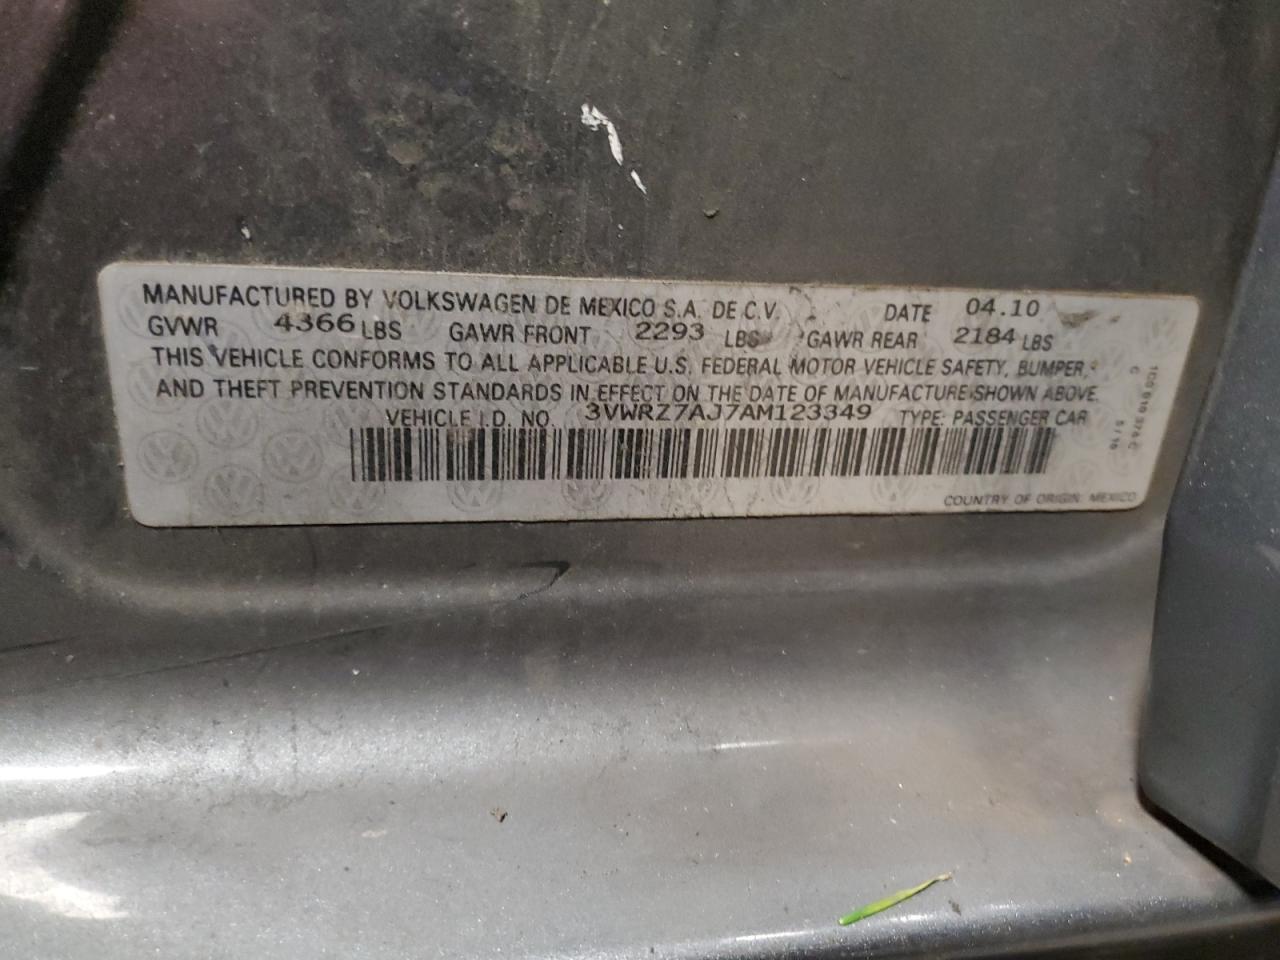 MANUFACTURED BY VOLKSWAGEN DE MEXICO S.A. DE C.V. DATE 04.10
GVWR 4366 LBS GAWR FRONT 2293 LBS GAWR REAR 2184 LBS
THIS VEHICLE CONFORMS TO ALL APPLICABLE U.S. FEDERAL MOTOR VEHICLE SAFETY, BUMPER,
AND THEFT PREVENTION STANDARDS IN EFFECT ON THE DATE OF MANUFACTURE SHOWN ABOVE.
VEHICLE I.D. NO. 3VWRZ7AJ7AM123349 TYPE: PASSENGER CAR
COUNTRY OF ORIGIN: MEXICO